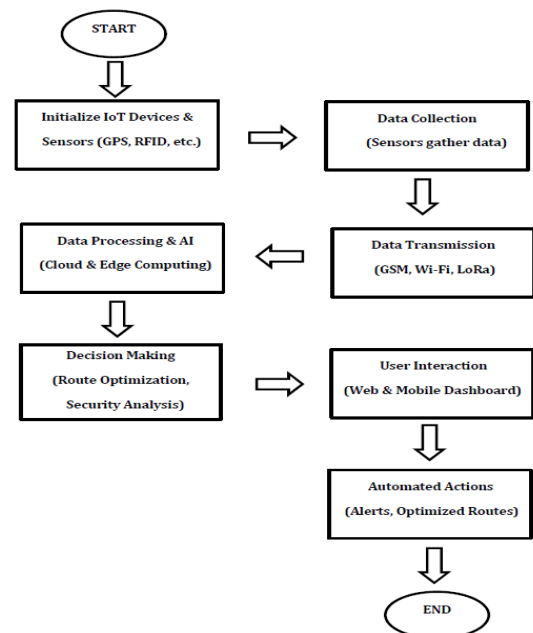 START
Initialize IoT Devices &
Sensors (GPS, RFID, etc.)
Data Collection
(Sensors gather data)
Data Transmission
(GSM, Wi-Fi, LoRa)
Data Processing & AI
(Cloud & Edge Computing)
Decision Making
(Route Optimization,
Security Analysis)
User Interaction
(Web & Mobile Dashboard)
Automated Actions
(Alerts, Optimized Routes)
END